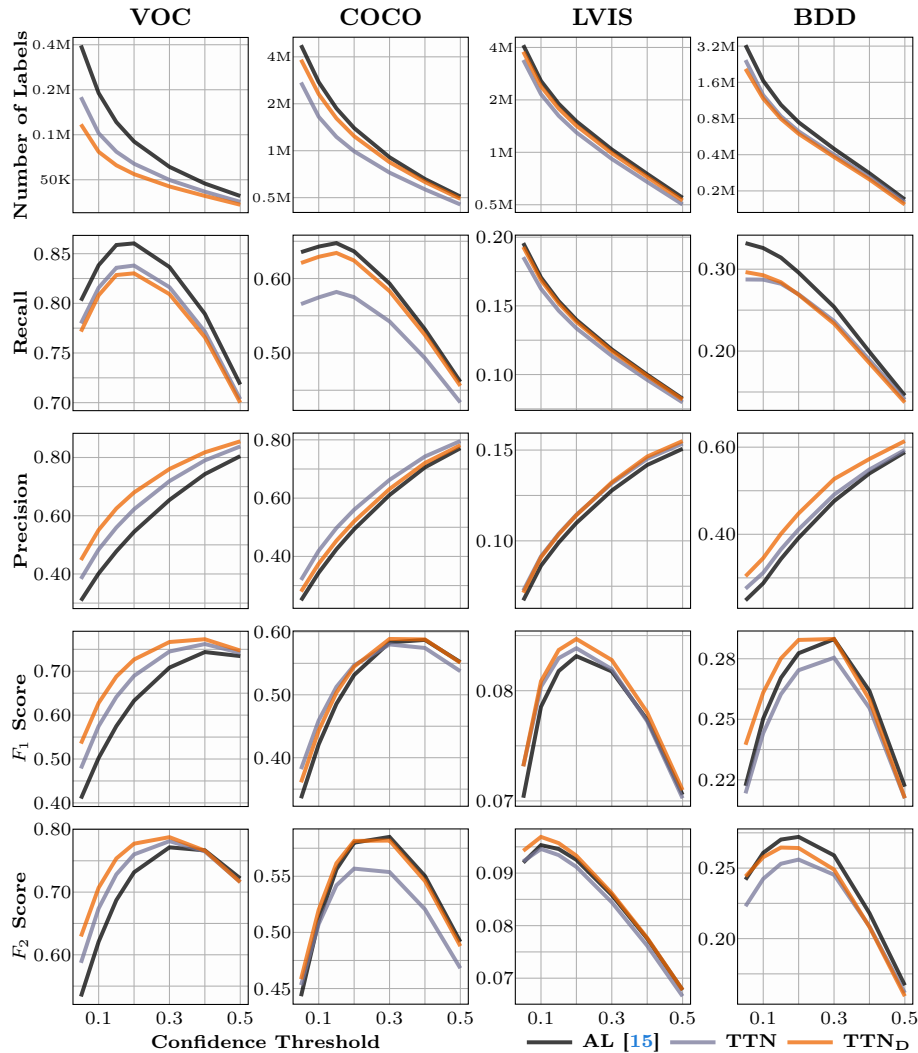 VOC COCO LVIS BDD
Number of Labels
0.4M
0.2M
0.1M
50K
4M
2M
1M
0.5M
4M
2M
1M
0.5M
3.2M
1.6M
0.8M
0.4M
0.2M
Recall
0.85
0.80
0.75
0.70
0.60
0.50
0.20
0.15
0.10
0.30
0.20
Precision
0.80
0.60
0.40
0.80
0.60
0.40
0.15
0.10
0.60
0.40
F1 Score
0.70
0.60
0.50
0.40
0.60
0.50
0.40
0.08
0.07
0.28
0.25
0.22
F2 Score
0.80
0.70
0.60
0.55
0.50
0.45
0.09
0.08
0.07
0.25
0.20
0.1 0.3 0.5 0.1 0.3 0.5 0.1 0.3 0.5 0.1 0.3 0.5
Confidence Threshold AL [15] TTN TTND